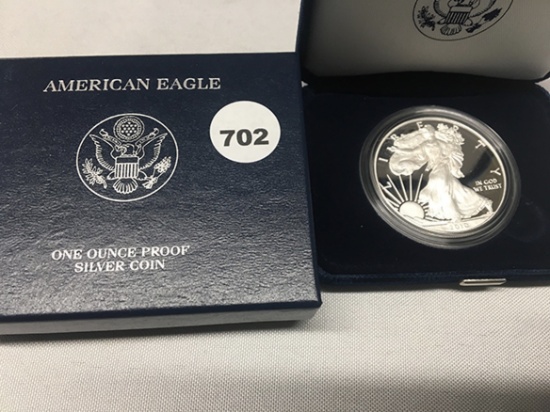 AMERICAN EAGLE
702
ONE OUNCE PROOF
SILVER COIN
LIBERTY
IN GOD
WE TRUST